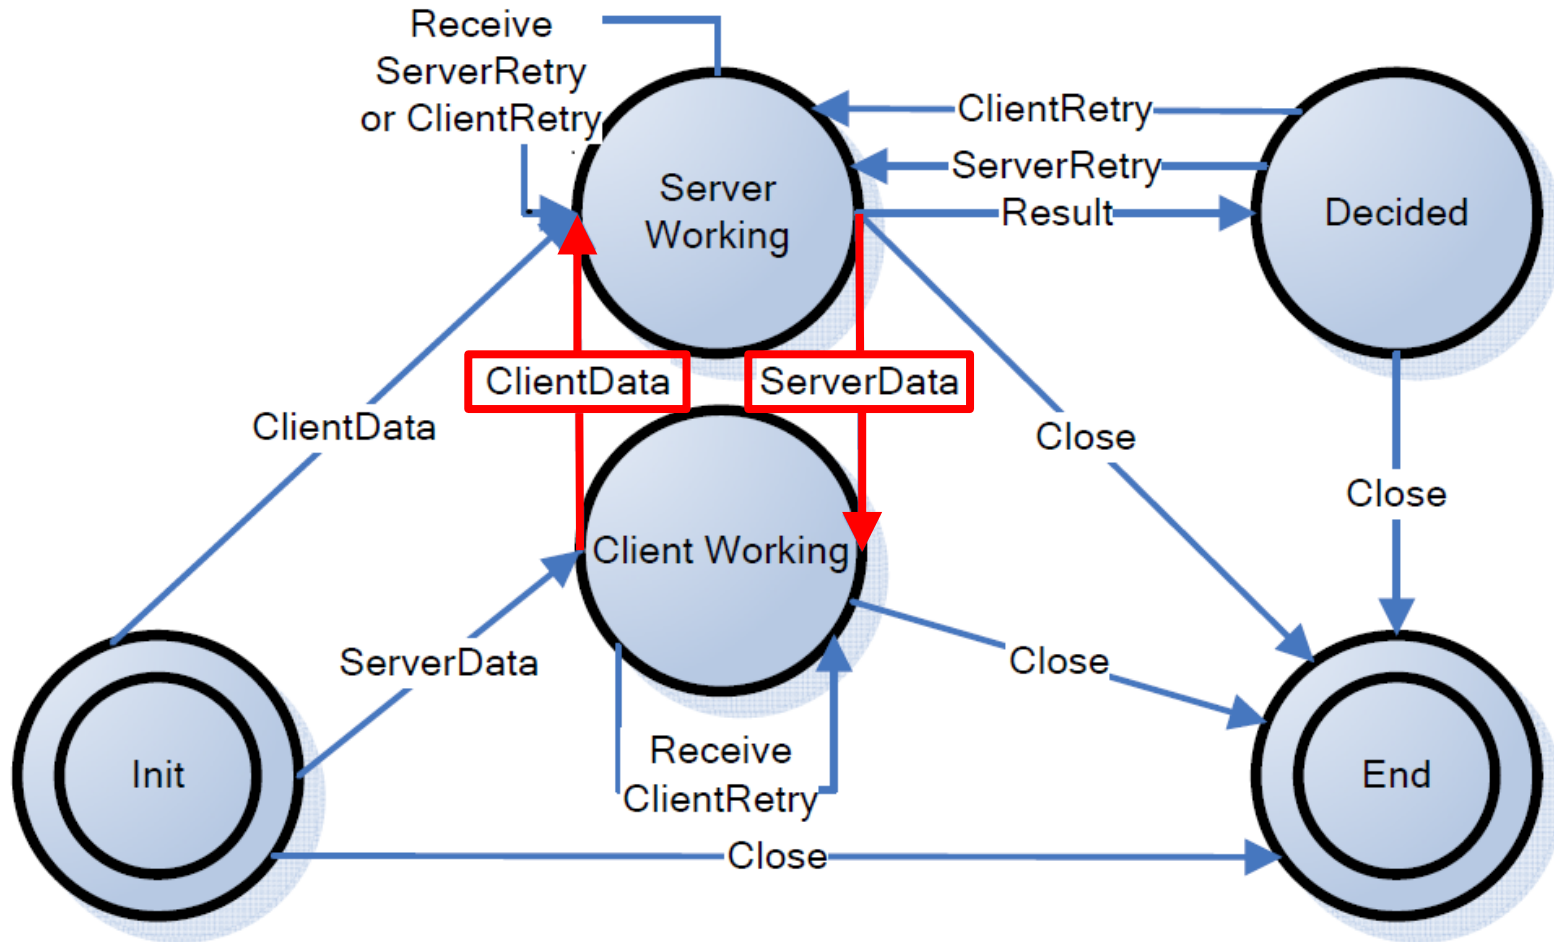 Receive
ServerRetry
or ClientRetry
Server
Working
ClientRetry
ServerRetry
Result
Decided
ClientData
ServerData
ClientData
Close
Close
Client Working
ServerData
Close
Receive
ClientRetry
Init
End
Close